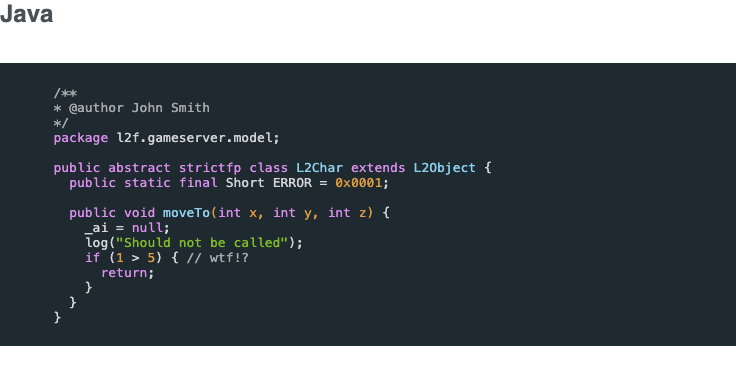 Java
/**
* @author John Smith
*/
package l2f.gameserver.model;
public abstract strictfp class L2Char extends L2Object {
public static final Short ERROR = 0x0001;
public void moveTo(int x, int y, int z) {
_ai = null;
log("Should not be called");
if (1 > 5) { // wtf!?
return;
}
}
}